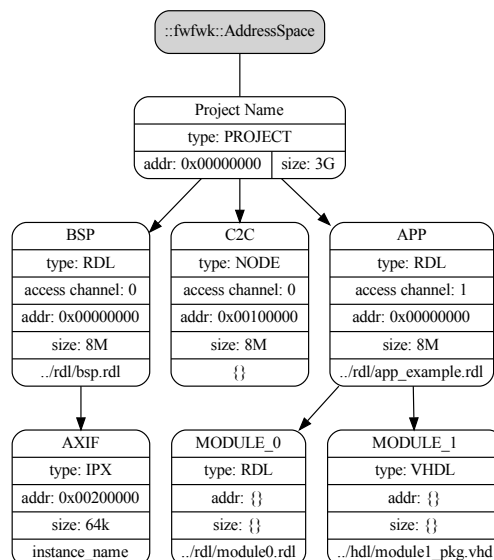 ::fwfwk::AddressSpace
Project Name
type: PROJECT
addr: 0x00000000 size: 3G
BSP
type: RDL
access channel: 0
addr: 0x00000000
size: 8M
../rdl/bsp.rdl
C2C
type: NODE
access channel: 0
addr: 0x00100000
size: 8M
{}
APP
type: RDL
access channel: 1
addr: 0x00000000
size: 8M
../rdl/app_example.rdl
AXIF
type: IPX
addr: 0x00200000
size: 64k
instance_name
MODULE_0
type: RDL
addr: {}
size: {}
../rdl/module0.rdl
MODULE_1
type: VHDL
addr: {}
size: {}
../hdl/module1_pkg.vhd